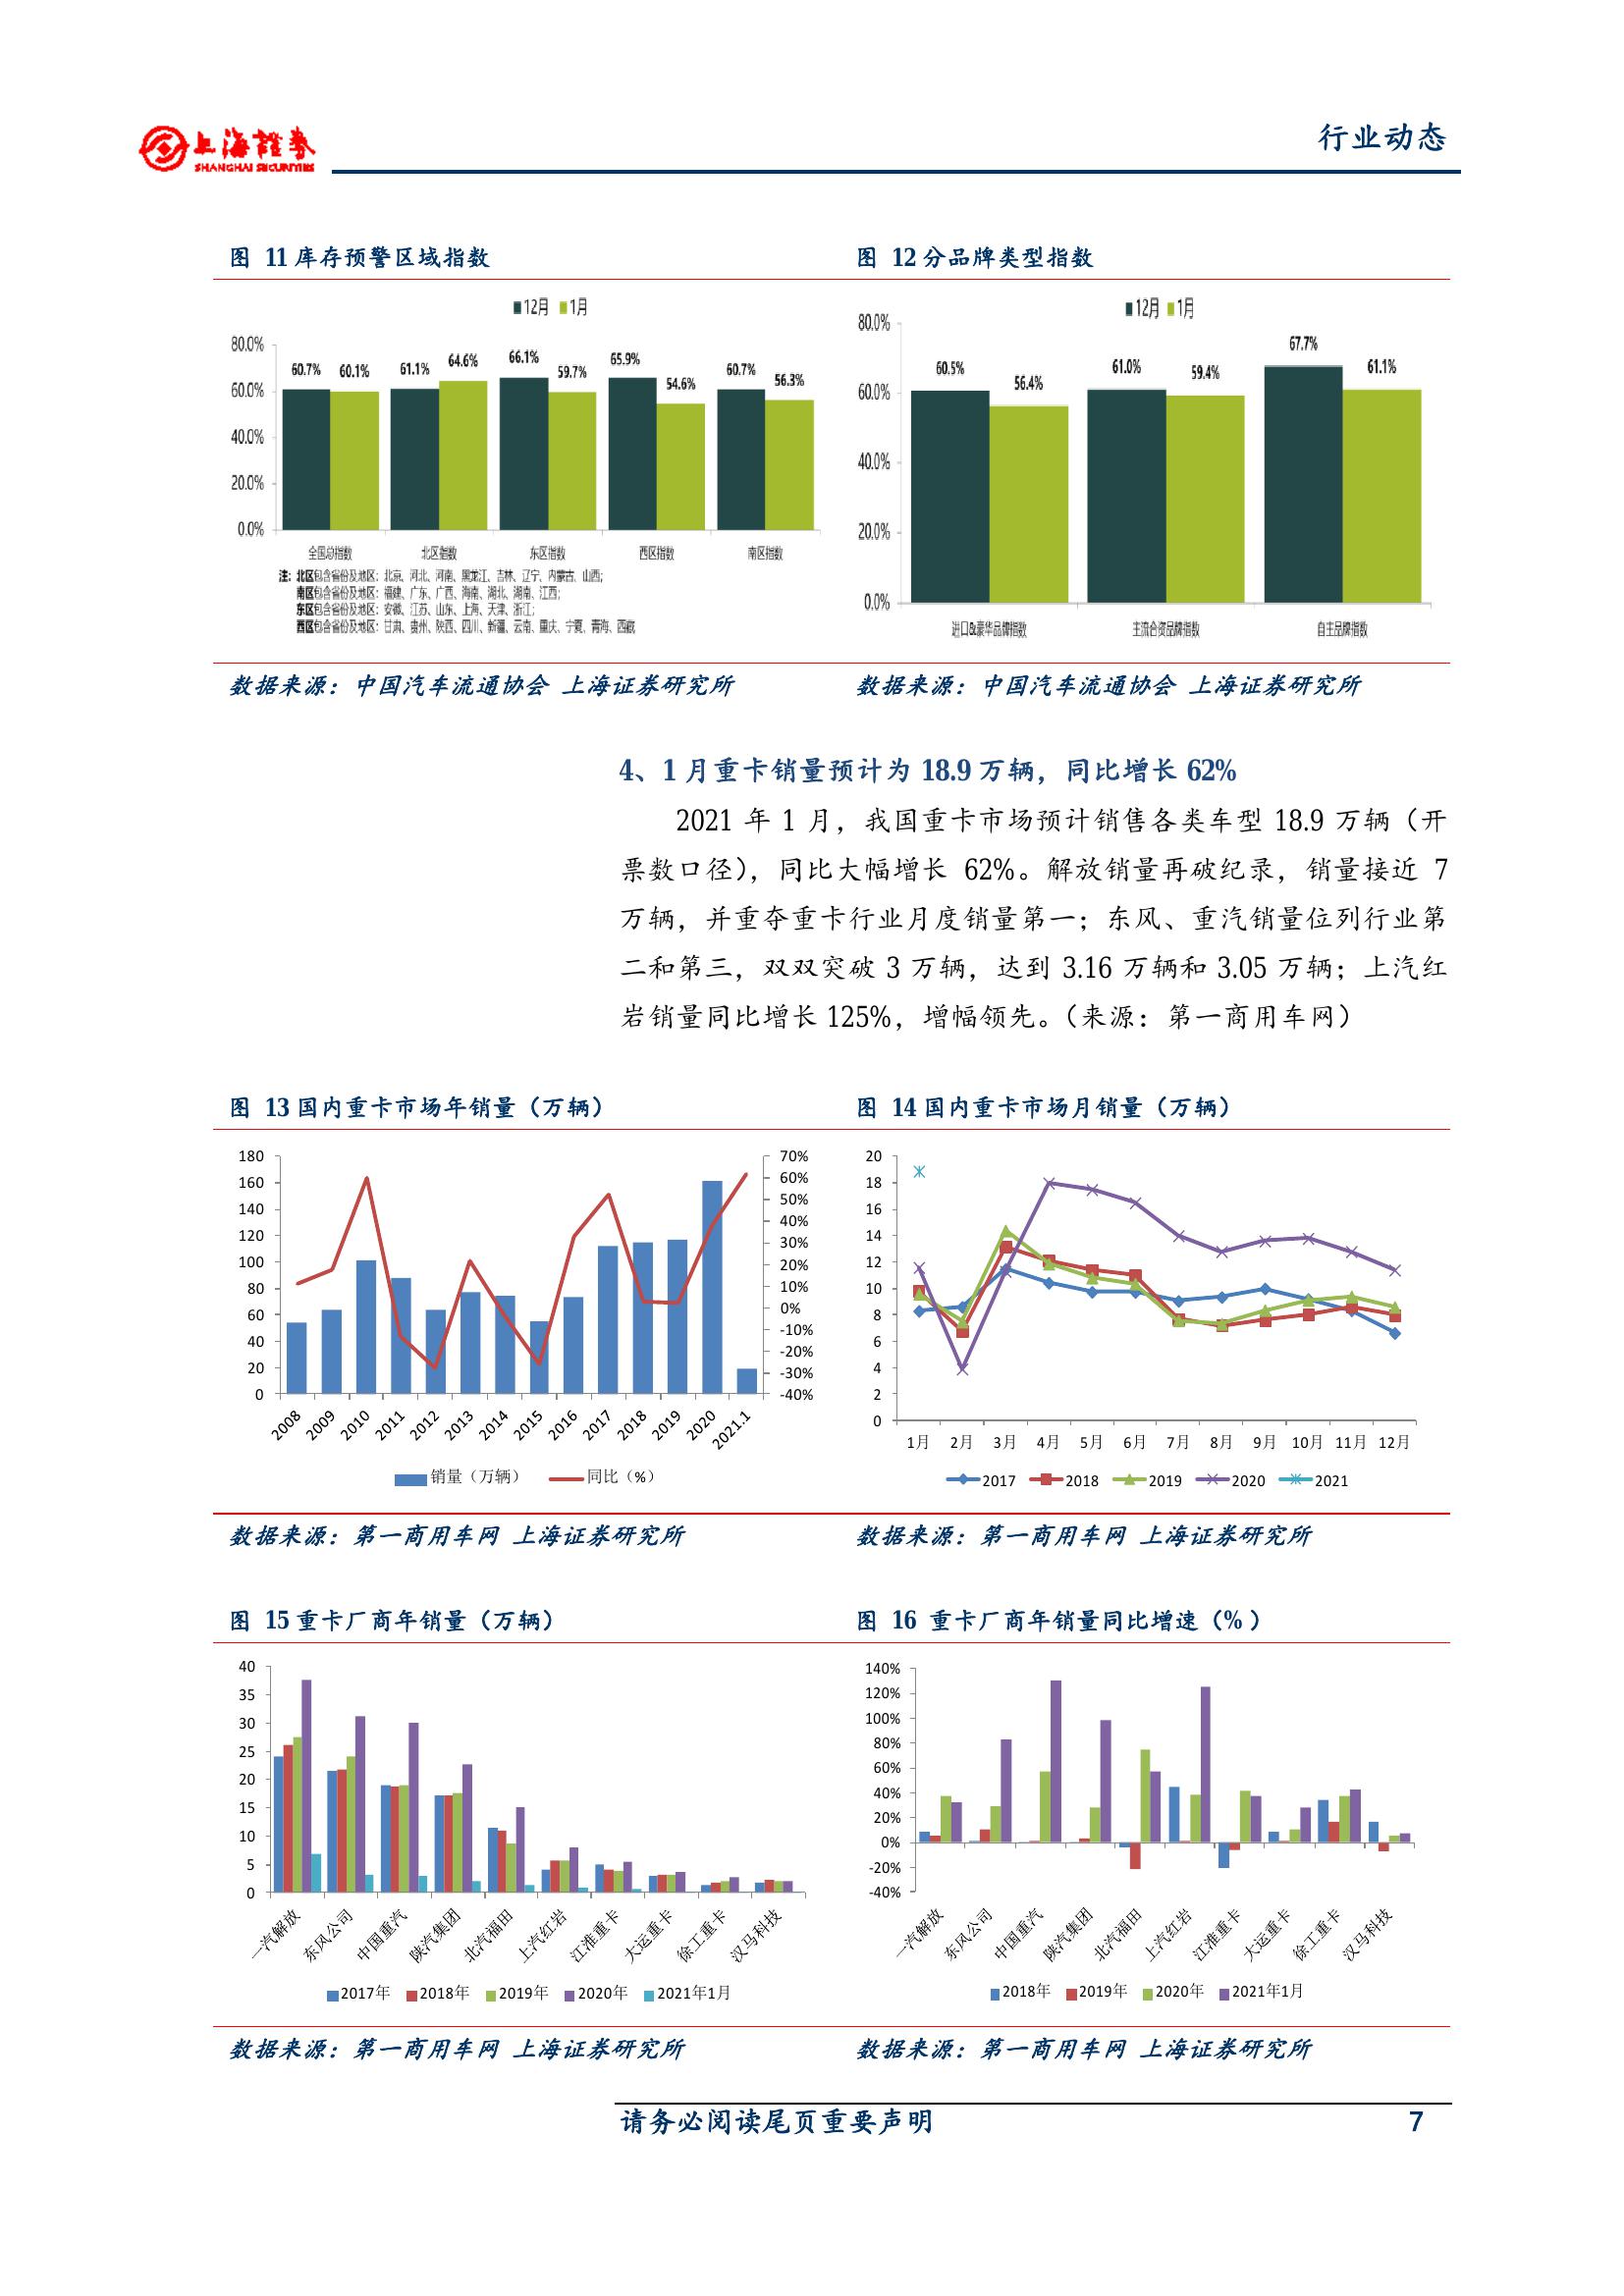 上海證券
SHANGHAI SECURITIES
行业动态
图 11 库存预警区域指数
12月 1月
80.0%
60.0%
40.0%
20.0%
0.0%
60.7% 60.1% 61.1% 64.6% 66.1% 59.7% 65.9% 54.6% 60.7% 56.3%
全国总指数 北区指数 东区指数 西区指数 南区指数
注：北区包含省份及地区：北京、河北、河南、黑龙江、吉林、辽宁、内蒙古、山西；
南区包含省份及地区：福建、广东、广西、海南、湖北、湖南、江西；
东区包含省份及地区：安徽、江苏、山东、上海、天津、浙江；
西区包含省份及地区：甘肃、贵州、陕西、四川、新疆、云南、重庆、宁夏、青海、西藏
数据来源：中国汽车流通协会 上海证券研究所
图 12 分品牌类型指数
12月 1月
80.0%
60.0%
40.0%
20.0%
0.0%
60.5% 56.4% 61.0% 59.4% 67.7% 61.1%
进口&豪华品牌指数 主流合资品牌指数 自主品牌指数
数据来源：中国汽车流通协会 上海证券研究所
4、1 月重卡销量预计为 18.9 万辆，同比增长 62%
2021 年 1 月，我国重卡市场预计销售各类车型 18.9 万辆（开
票数口径），同比大幅增长 62%。解放销量再破纪录，销量接近 7
万辆，并重夺重卡行业月度销量第一；东风、重汽销量位列行业第
二和第三，双双突破 3 万辆，达到 3.16 万辆和 3.05 万辆；上汽红
岩销量同比增长 125%，增幅领先。（来源：第一商用车网）
图 13 国内重卡市场年销量（万辆）
180
160
140
120
100
80
60
40
20
0
70%
60%
50%
40%
30%
20%
10%
0%
-10%
-20%
-30%
-40%
2008 2009 2010 2011 2012 2013 2014 2015 2016 2017 2018 2019 2020 2021.1
销量（万辆） 同比（%）
数据来源：第一商用车网 上海证券研究所
图 14 国内重卡市场月销量（万辆）
20
18
16
14
12
10
8
6
4
2
0
1月 2月 3月 4月 5月 6月 7月 8月 9月 10月 11月 12月
2017 2018 2019 2020 2021
数据来源：第一商用车网 上海证券研究所
图 15 重卡厂商年销量（万辆）
40
35
30
25
20
15
10
5
0
一汽解放 东风公司 中国重汽 陕汽集团 北汽福田 上汽红岩 江淮重卡 大运重卡 徐工重卡 汉马科技
2017年 2018年 2019年 2020年 2021年1月
数据来源：第一商用车网 上海证券研究所
图 16 重卡厂商年销量同比增速（%）
140%
120%
100%
80%
60%
40%
20%
0%
-20%
-40%
一汽解放 东风公司 中国重汽 陕汽集团 北汽福田 上汽红岩 江淮重卡 大运重卡 徐工重卡 汉马科技
2018年 2019年 2020年 2021年1月
数据来源：第一商用车网 上海证券研究所
请务必阅读尾页重要声明
7